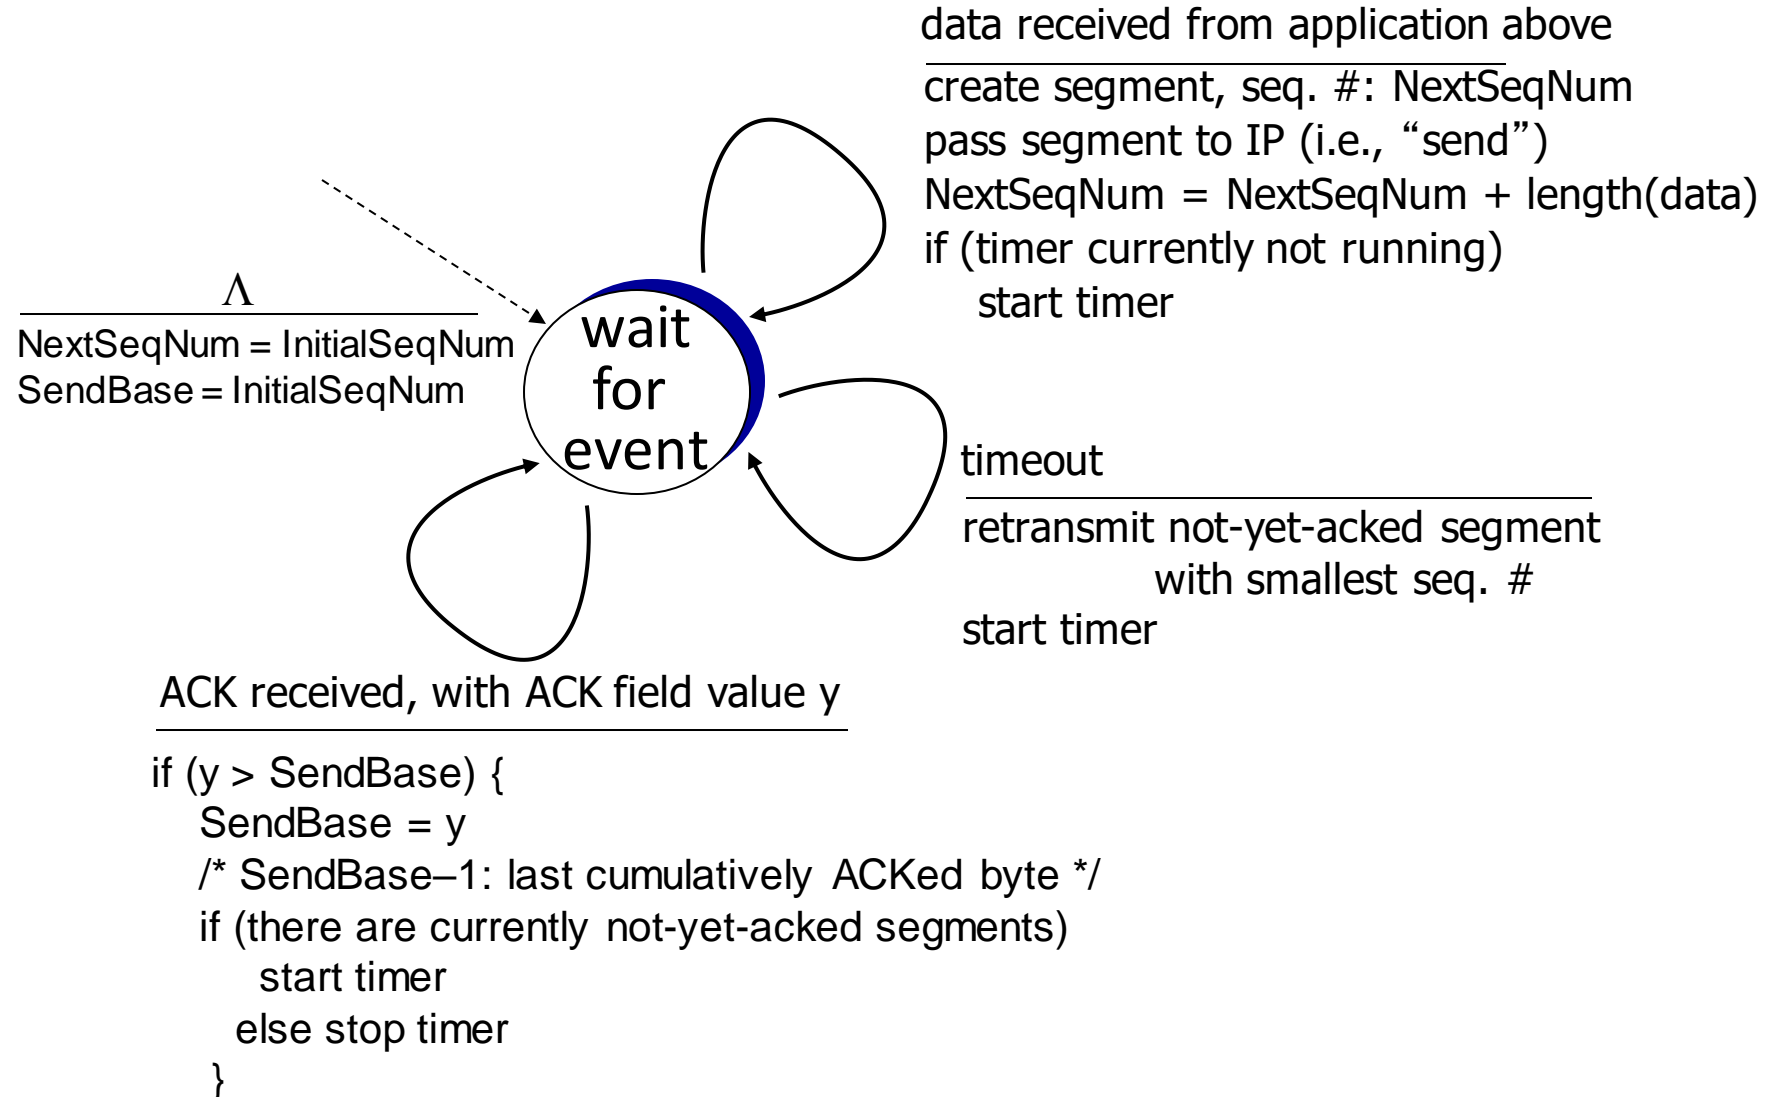 data received from application above
create segment, seq. #: NextSeqNum
pass segment to IP (i.e., “send”)
NextSeqNum = NextSeqNum + length(data)
if (timer currently not running)
start timer
Λ
NextSeqNum = InitialSeqNum
SendBase = InitialSeqNum
wait
for
event
timeout
retransmit not-yet-acked segment
with smallest seq. #
start timer
ACK received, with ACK field value y
if (y > SendBase) {
SendBase = y
/* SendBase–1: last cumulatively ACKed byte */
if (there are currently not-yet-acked segments)
start timer
else stop timer
}